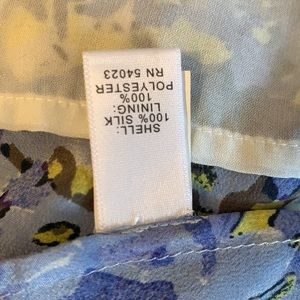 SHELL:
100% SILK
LINING:
100%
POLYESTER
RN 54023